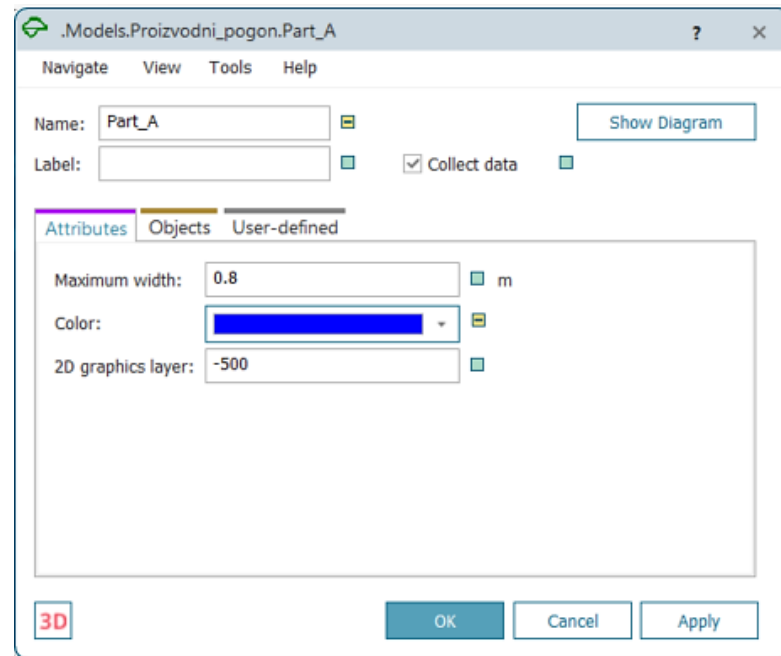 .Models.Proizvodni_pogon.Part_A ? ×
Navigate View Tools Help
Name: Part_A Show Diagram
Label: Collect data
Attributes Objects User-defined
Maximum width: 0.8 m
Color:
2D graphics layer: -500
3D OK Cancel Apply